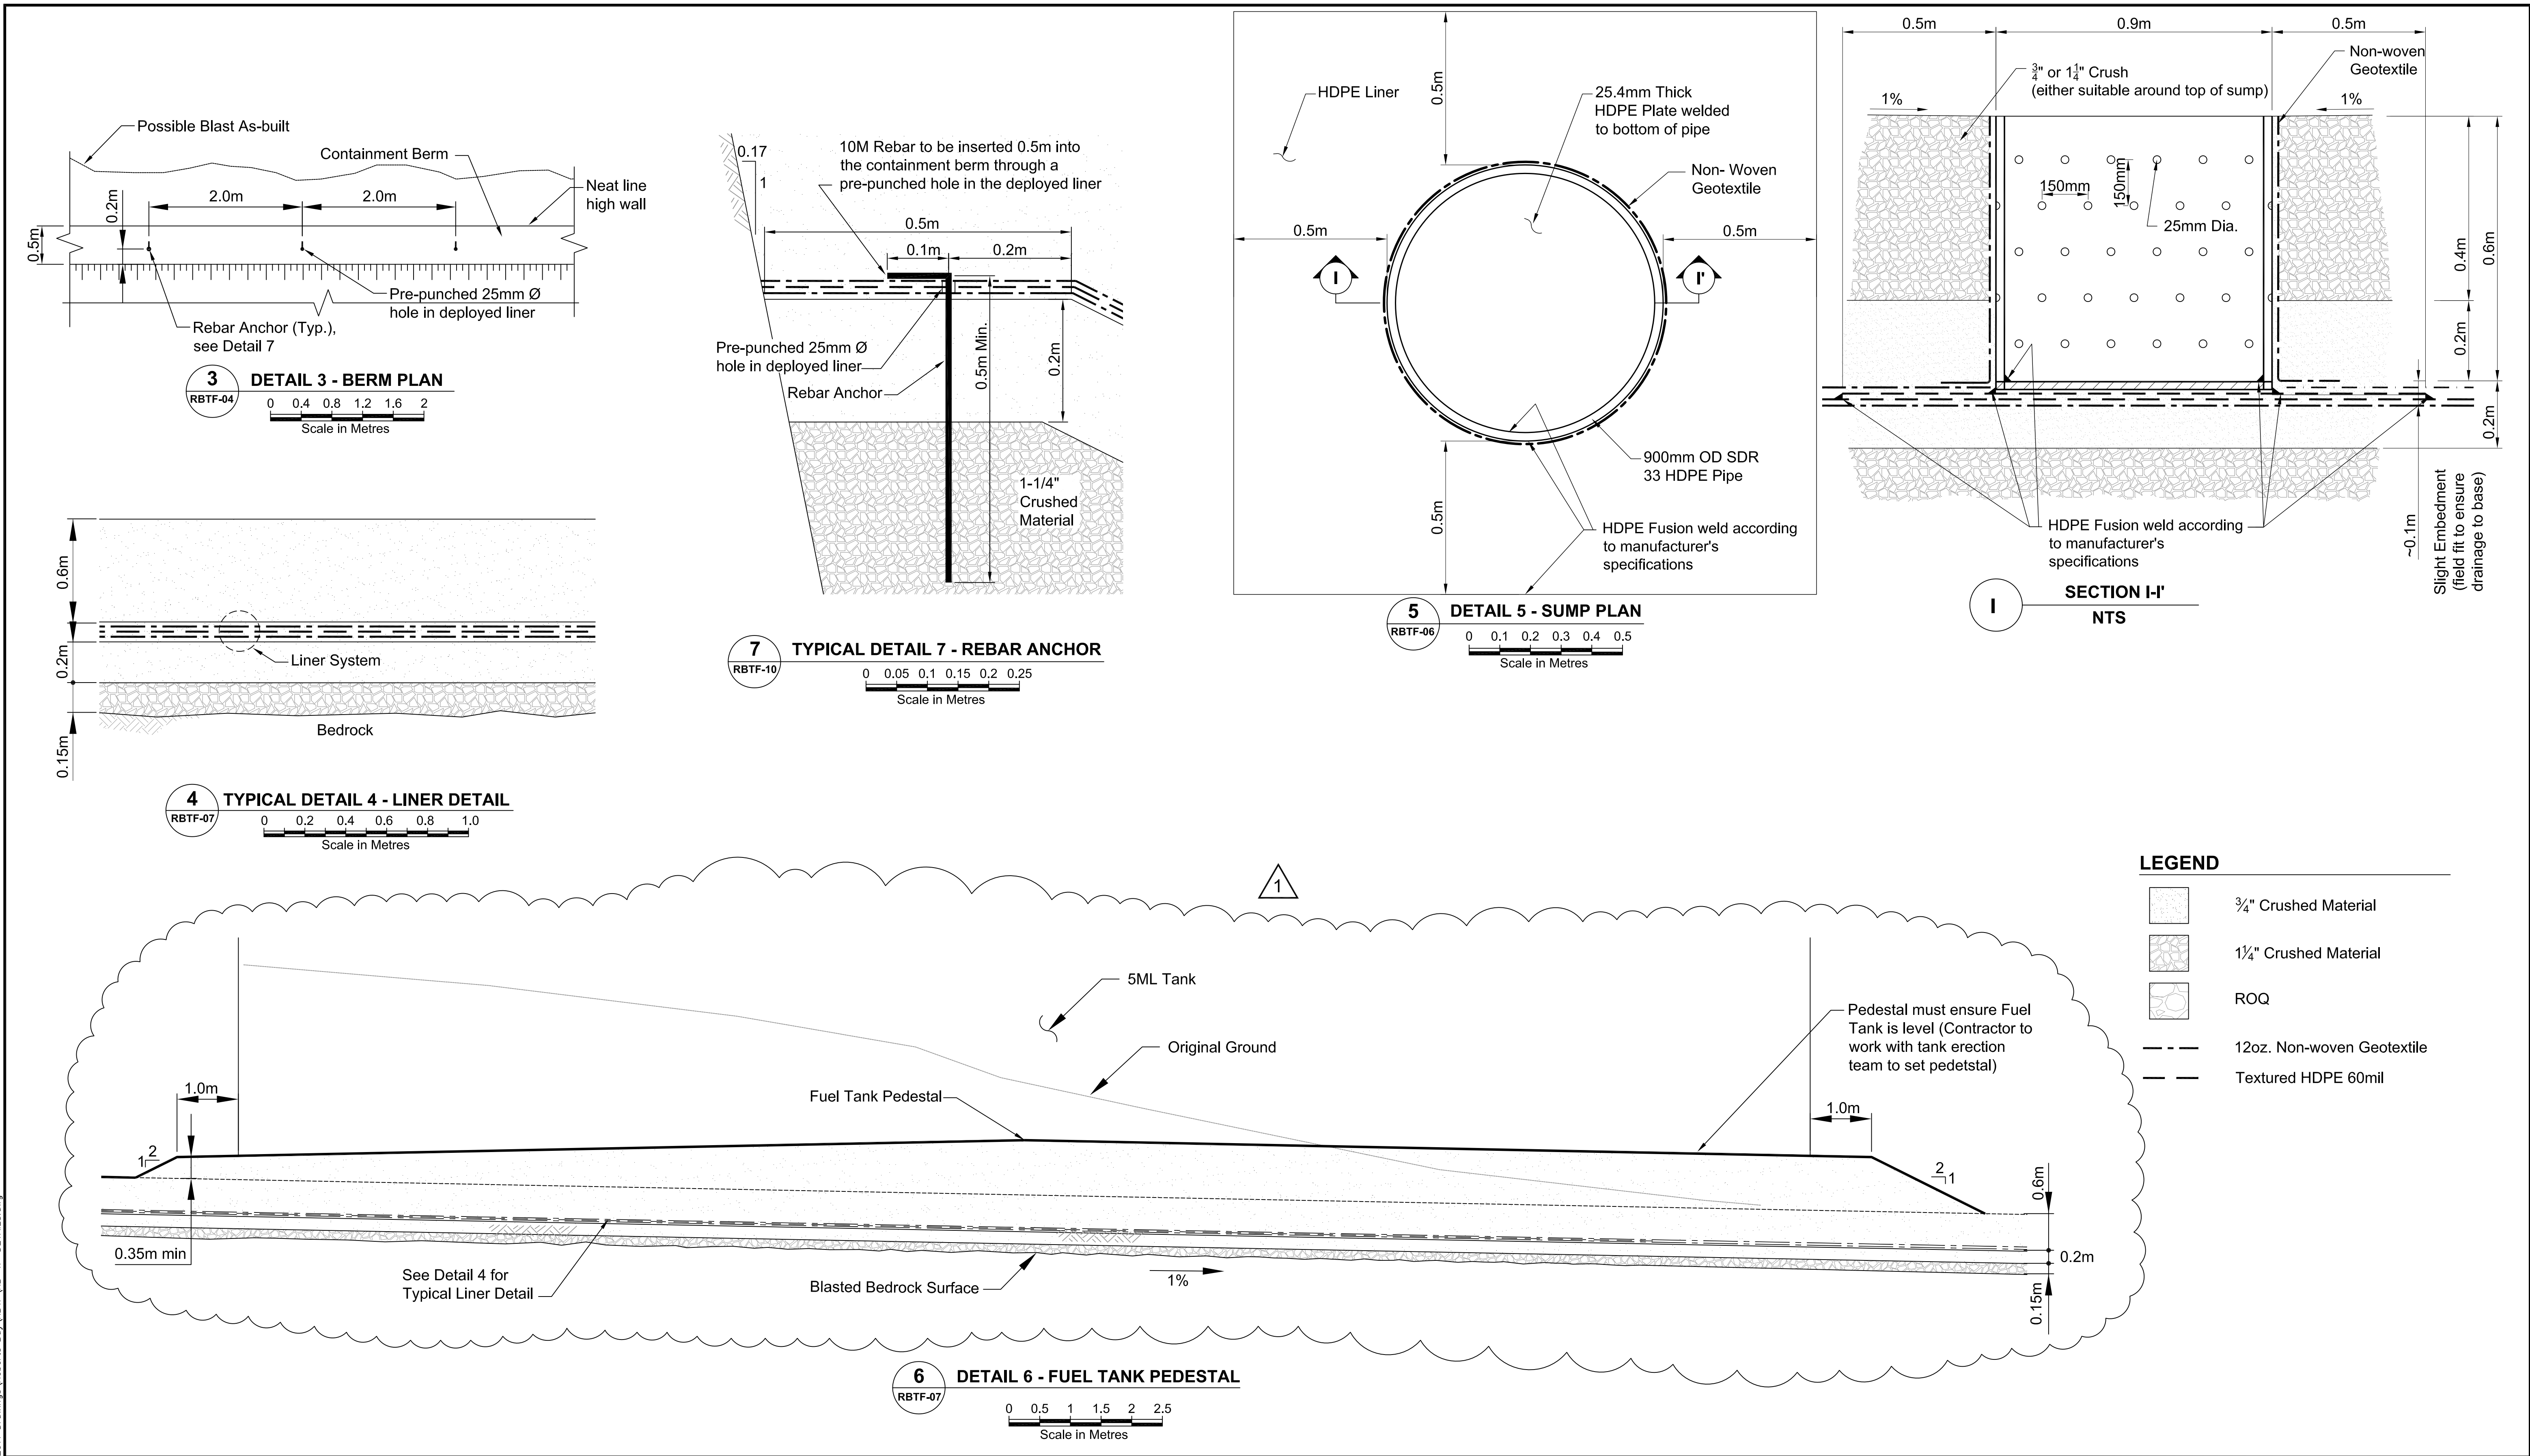 Possible Blast As-built
Containment Berm
Neat line
high wall
0.2m
2.0m
2.0m
0.5m
Pre-punched 25mm Ø
hole in deployed liner
Rebar Anchor (Typ.),
see Detail 7
3
RBTF-04
DETAIL 3 - BERM PLAN
0 0.4 0.8 1.2 1.6 2
Scale in Metres
0.6m
0.2m
0.15m
Liner System
Bedrock
4
RBTF-07
TYPICAL DETAIL 4 - LINER DETAIL
0 0.2 0.4 0.6 0.8 1.0
Scale in Metres
0.17
1
10M Rebar to be inserted 0.5m into
the containment berm through a
pre-punched hole in the deployed liner
0.5m
0.1m
0.2m
Pre-punched 25mm Ø
hole in deployed liner
Rebar Anchor
0.5m Min.
0.2m
1-1/4"
Crushed
Material
7
RBTF-10
TYPICAL DETAIL 7 - REBAR ANCHOR
0 0.05 0.1 0.15 0.2 0.25
Scale in Metres
HDPE Liner
0.5m
25.4mm Thick
HDPE Plate welded
to bottom of pipe
Non- Woven
Geotextile
0.5m
0.5m
I
I'
900mm OD SDR
33 HDPE Pipe
0.5m
HDPE Fusion weld according
to manufacturer's
specifications
5
RBTF-06
DETAIL 5 - SUMP PLAN
0 0.1 0.2 0.3 0.4 0.5
Scale in Metres
0.5m
0.9m
0.5m
Non-woven
Geotextile
3/4" or 1 1/4" Crush
(either suitable around top of sump)
1%
1%
150mm
150mm
25mm Dia.
0.4m
0.6m
0.2m
0.2m
~0.1m
Slight Embedment
(field fit to ensure
drainage to base)
HDPE Fusion weld according
to manufacturer's
specifications
I
SECTION I-I'
NTS
LEGEND
3/4" Crushed Material
1 1/4" Crushed Material
ROQ
12oz. Non-woven Geotextile
Textured HDPE 60mil
1
5ML Tank
Original Ground
Pedestal must ensure Fuel
Tank is level (Contractor to
work with tank erection
team to set pedetstal)
1.0m
Fuel Tank Pedestal
1.0m
2
1
2
1
0.6m
0.35m min
0.2m
See Detail 4 for
Typical Liner Detail
Blasted Bedrock Surface
1%
0.15m
6
RBTF-07
DETAIL 6 - FUEL TANK PEDESTAL
0 0.5 1 1.5 2 2.5
Scale in Metres